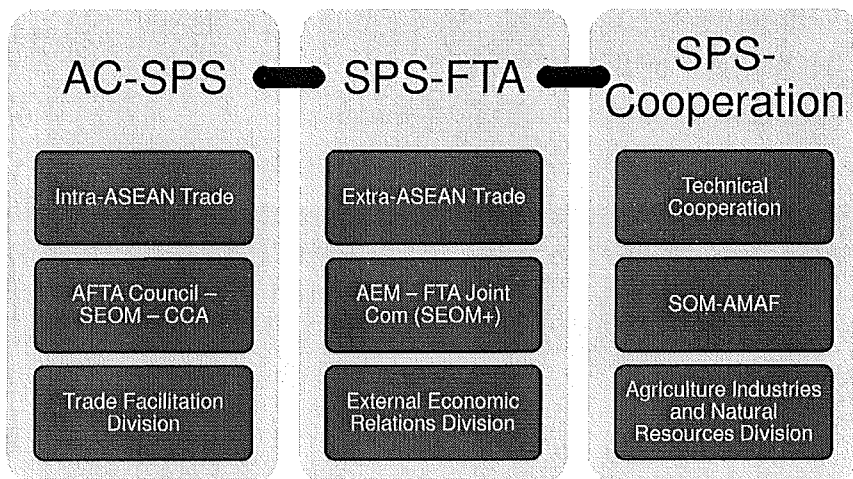 AC-SPS
Intra-ASEAN Trade
AFTA Council –
SEOM – CCA
Trade Facilitation
Division
SPS-FTA
Extra-ASEAN Trade
AEM – FTA Joint
Com (SEOM+)
External Economic
Relations Division
SPS-
Cooperation
Technical
Cooperation
SOM-AMAF
Agriculture Industries
and Natural
Resources Division